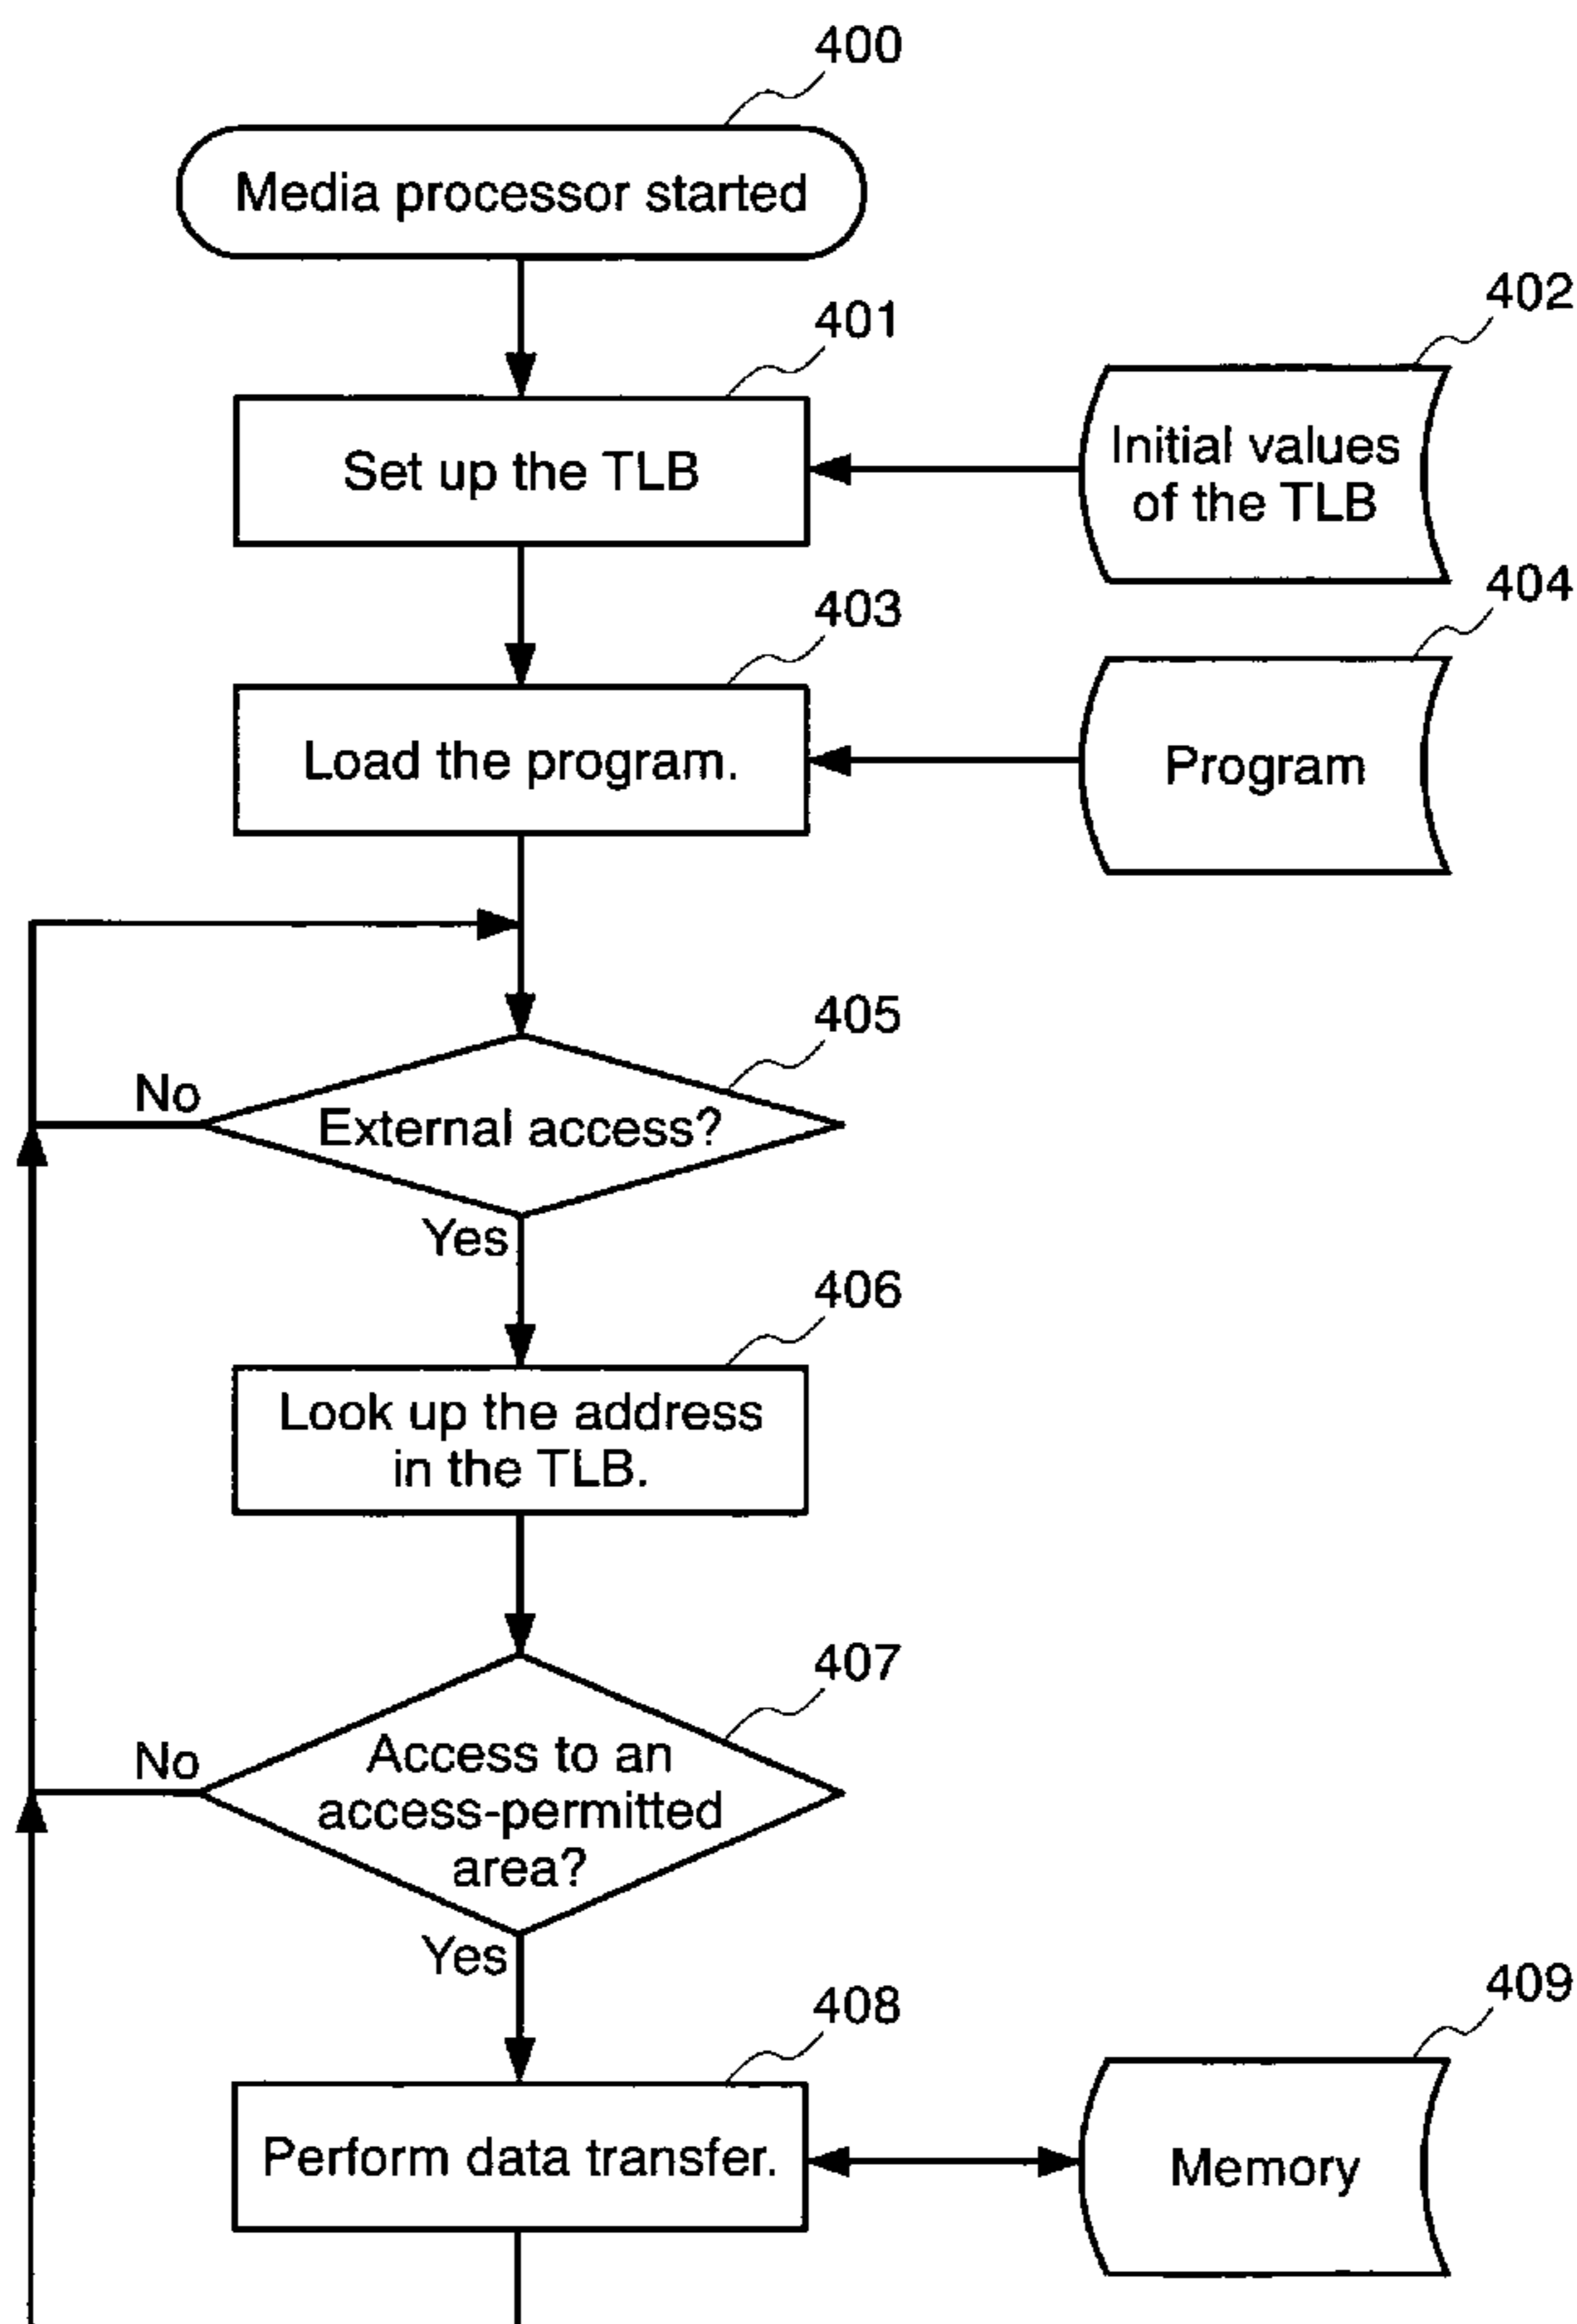 400
Media processor started
401
402
Set up the TLB
Initial values
of the TLB
403
404
Load the program.
Program
405
No
External access?
Yes
406
Look up the address
in the TLB.
407
No
Access to an
access-permitted
area?
Yes
408
409
Perform data transfer.
Memory